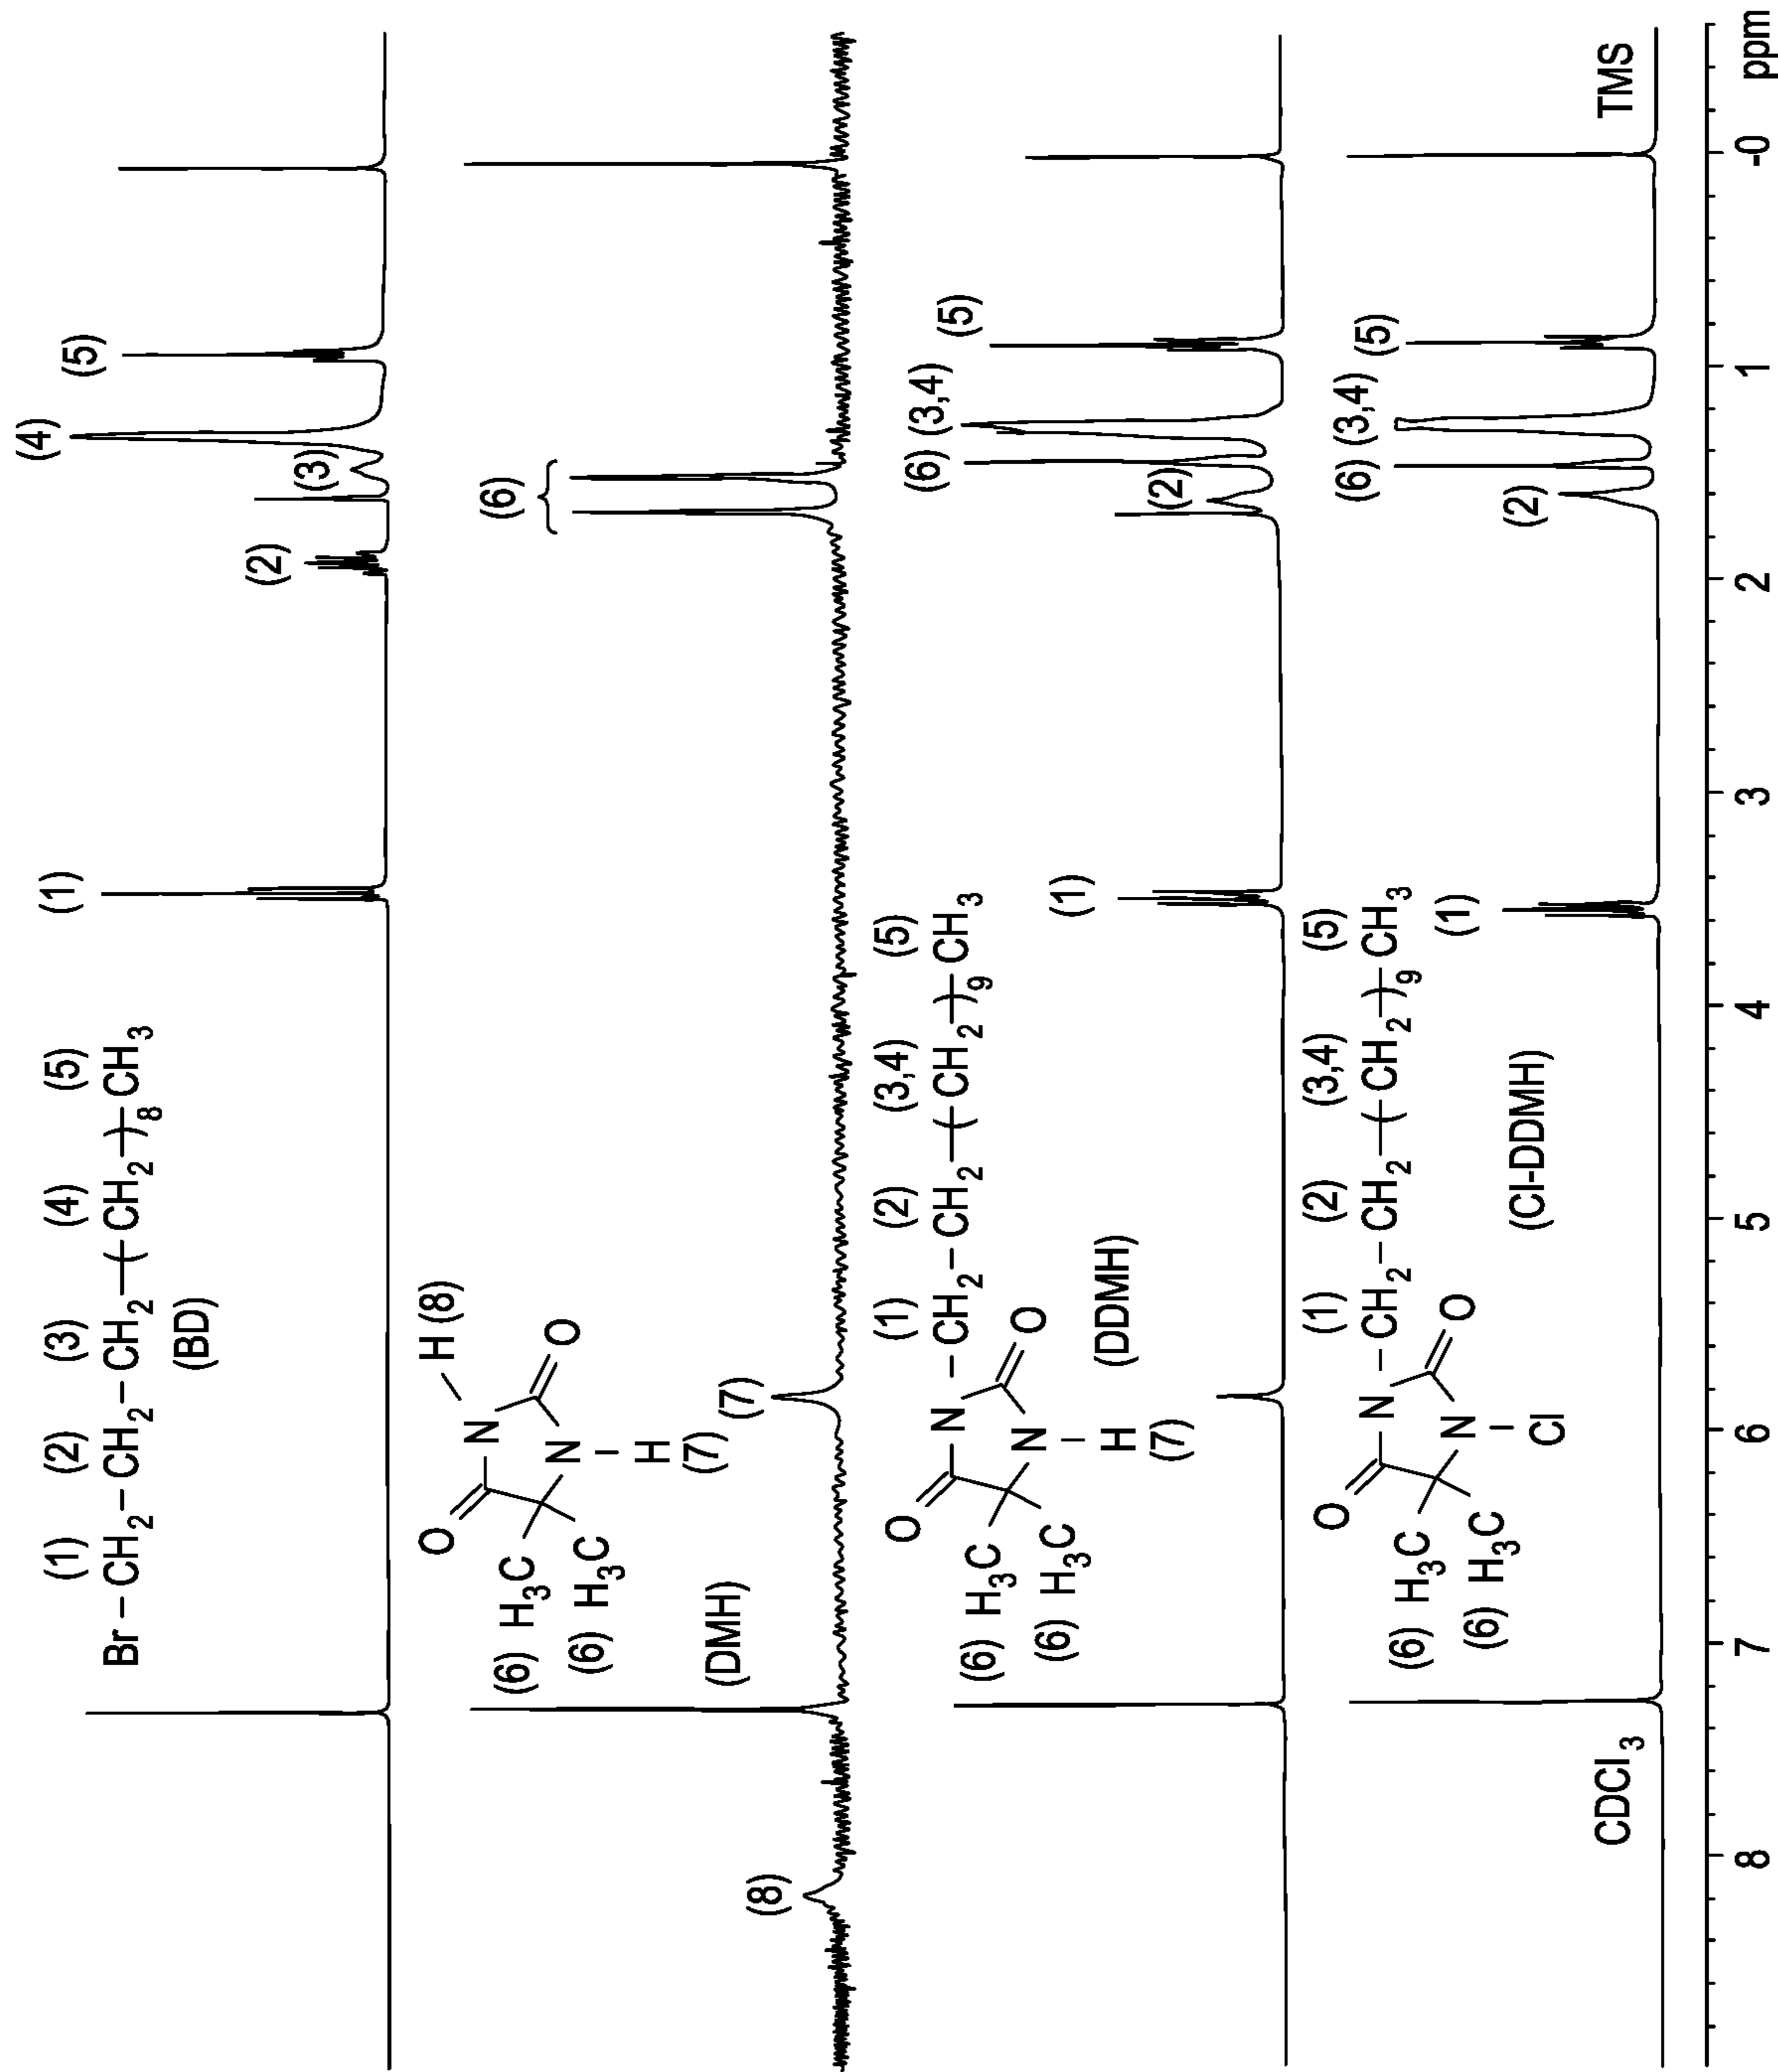 (1) (2) (3) (4) (5)
Br–CH2–CH2–CH2–(CH2)8–CH3
(BD)
(1)
(2)
(3)
(4)
(5)
H (8)
O
N
O
N–H
(7)
(6) H3C
(6) H3C
(DMH)
(8)
(7)
(6)
(1) (2) (3,4) (5)
O
N–CH2–CH2–(CH2)9–CH3
O
N–H
(7)
(6) H3C
(6) H3C
(DDMH)
(1)
(2)
(6) (3,4)
(5)
(1) (2) (3,4) (5)
O
N–CH2–CH2–(CH2)9–CH3
O
N–Cl
(6) H3C
(6) H3C
(Cl-DDMH)
(1)
(2)
(6) (3,4)
(5)
CDCl3
TMS
8 7 6 5 4 3 2 1 -0 ppm